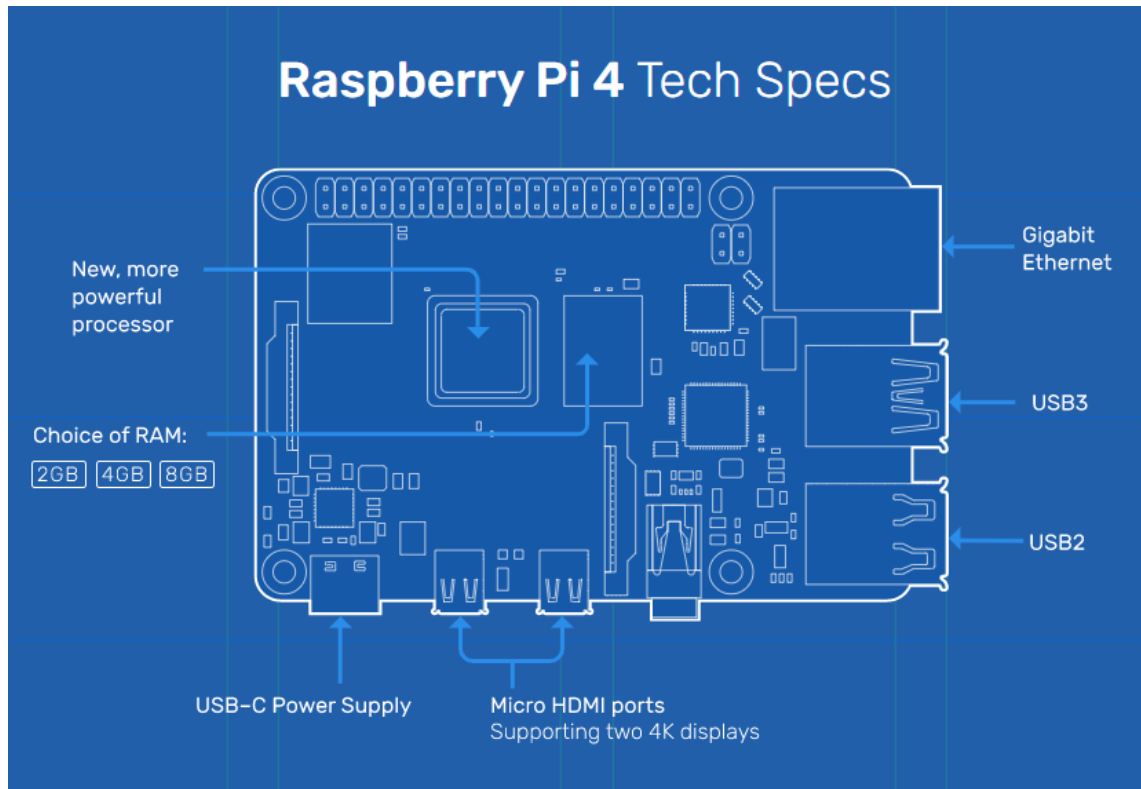 Raspberry Pi 4 Tech Specs
New, more
powerful
processor
Choice of RAM:
2GB 4GB 8GB
Gigabit
Ethernet
USB3
USB2
USB-C Power Supply
Micro HDMI ports
Supporting two 4K displays